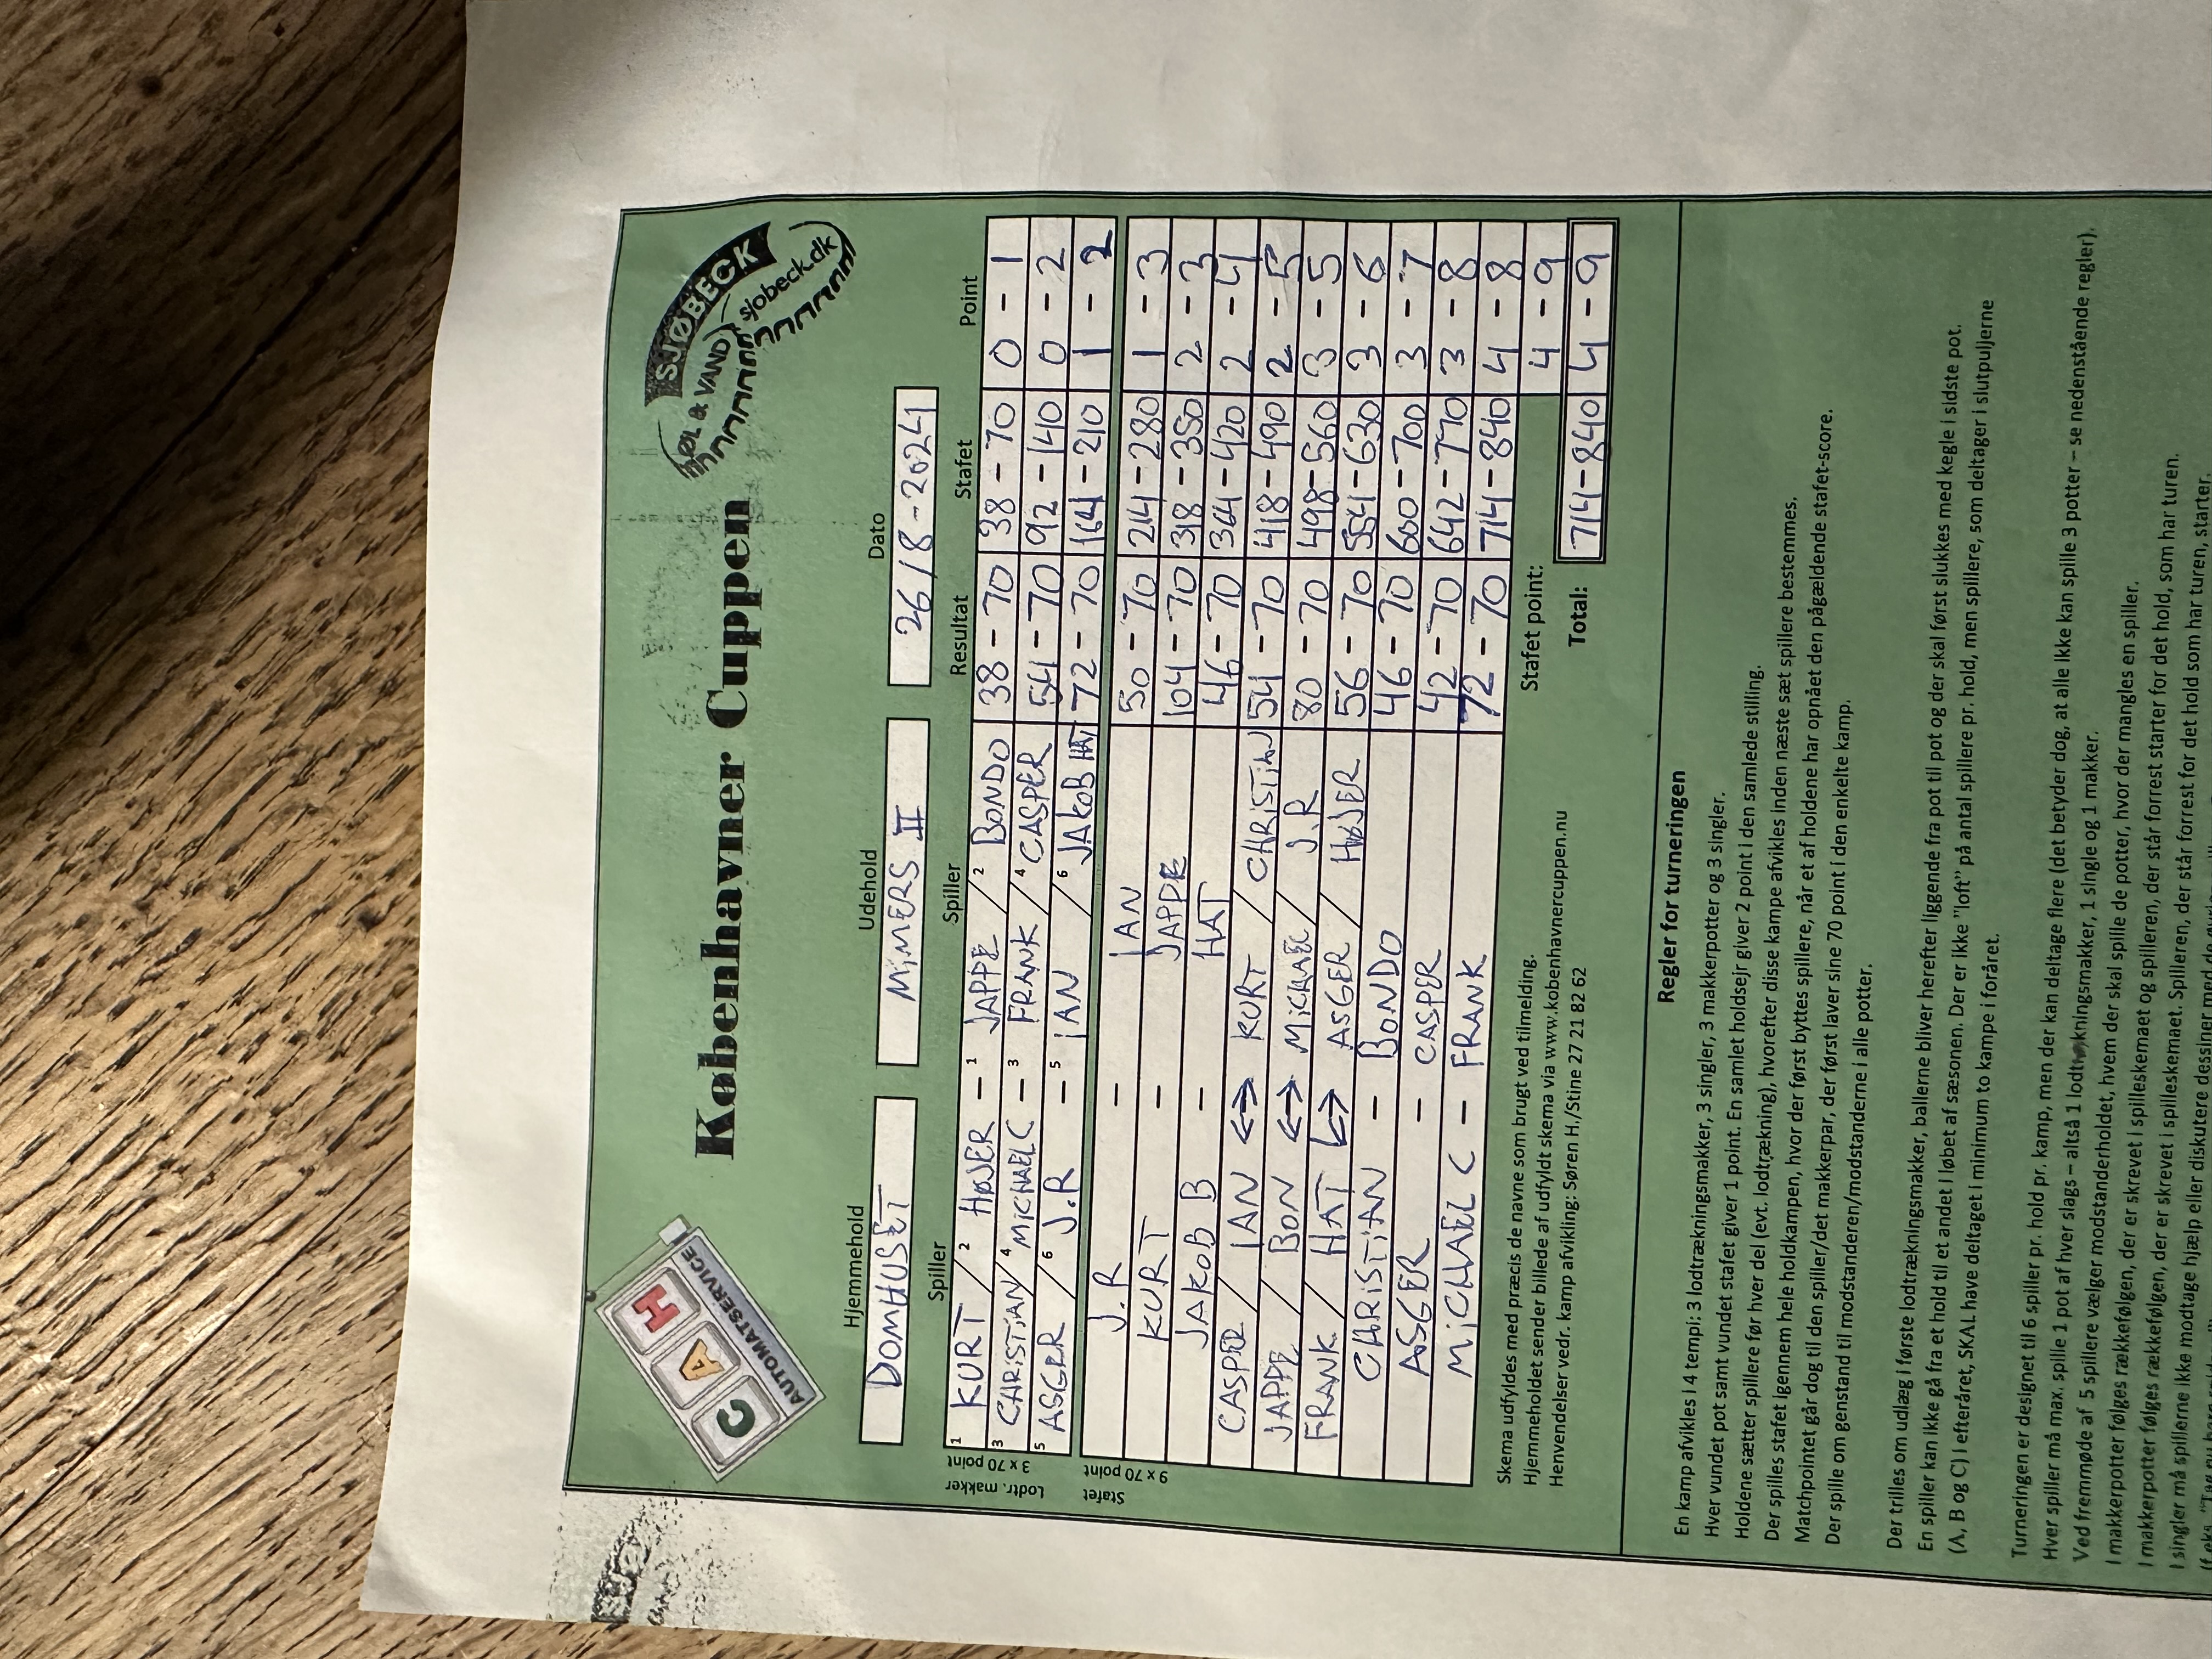 CAH
AUTOMATSERVICE
Københavner Cuppen
SJØBECK
ØL & VAND
sjobeck.dk
Hjemmehold Udehold Dato
DOMHUSET MiMERS II 26/8-2024
Spiller Spiller Resultat Stafet Point
Lodtr. makker
3 x 70 point
1 KURT / 2 HØJER - 1 JAPPE / 2 BONDO 38 - 70 38 - 70 0 - 1
3 CHRISTIAN / 4 MICHAEL C - 3 FRANK / 4 CASPER 54 - 70 92 - 140 0 - 2
5 ASGER / 6 J.R - 5 IAN / 6 JAKOB HAT 72 - 70 164 - 210 1 - 2
Stafet
9 x 70 point
J.R - IAN 50 - 70 214 - 280 1 - 3
KURT - JAPPE 104 - 70 318 - 350 2 - 3
JAKOB B - HAT 46 - 70 364 - 420 2 - 4
CASPER / IAN <-> KURT / CHRISTIAN 54 - 70 418 - 490 2 - 5
JAPPE / BON <-> MICHAEL / J.R 80 - 70 498 - 560 3 - 5
FRANK / HAT <-> ASGER / HØJER 56 - 70 554 - 630 3 - 6
CHRISTIAN - BONDO 46 - 70 600 - 700 3 - 7
ASGER - CASPER 42 - 70 642 - 770 3 - 8
MICHAEL C - FRANK 72 - 70 714 - 840 4 - 8
Stafet point: 4 - 9
Total: 714 - 840 4 - 9
Skema udfyldes med præcis de navne som brugt ved tilmelding.
Hjemmeholdet sender billede af udfyldt skema via www.kobenhavnercuppen.nu
Henvendelser vedr. kamp afvikling: Søren H./Stine 27 21 82 62
Regler for turneringen
En kamp afvikles i 4 tempi: 3 lodtrækningsmakker, 3 singler, 3 makkerpotter og 3 singler.
Hver vundet pot samt vundet stafet giver 1 point. En samlet holdsejr giver 2 point i den samlede stilling.
Holdene sætter spillere før hver del (evt. lodtrækning), hvorefter disse kampe afvikles inden næste sæt spillere bestemmes.
Der spilles stafet igennem hele holdkampen, hvor der først byttes spillere, når et af holdene har opnået den pågældende stafet-score.
Matchpointet går dog til den spiller/det makkerpar, der først laver sine 70 point i den enkelte kamp.
Der spille om genstand til modstanderen/modstanderne i alle potter.
Der trilles om udlæg i første lodtrækningsmakker, ballerne bliver herefter liggende fra pot til pot og der skal først slukkes med kegle i sidste pot.
En spiller kan ikke gå fra et hold til et andet i løbet af sæsonen. Der er ikke "loft" på antal spillere pr. hold, men spillere, som deltager i slutpuljerne
(A, B og C) i efteråret, SKAL have deltaget i minimum to kampe i foråret.
Turneringen er designet til 6 spiller pr. hold pr. kamp, men der kan deltage flere (det betyder dog, at alle ikke kan spille 3 potter – se nedenstående regler).
Hver spiller må max. spille 1 pot af hver slags – altså 1 lodtrækningsmakker, 1 single og 1 makker.
Ved fremmøde af 5 spillere vælger modstanderholdet, hvem der skal spille de potter, hvor der mangles en spiller.
I makkerpotter følges rækkefølgen, der er skrevet i spilleskemaet og spilleren, der står forrest starter for det hold, som har turen.
I makkerpotter følges rækkefølgen, der er skrevet i spilleskemaet. Spilleren, der står forrest for det hold som har turen, starter.
I singler må spillerne ikke modtage hjælp eller diskutere dessiner med